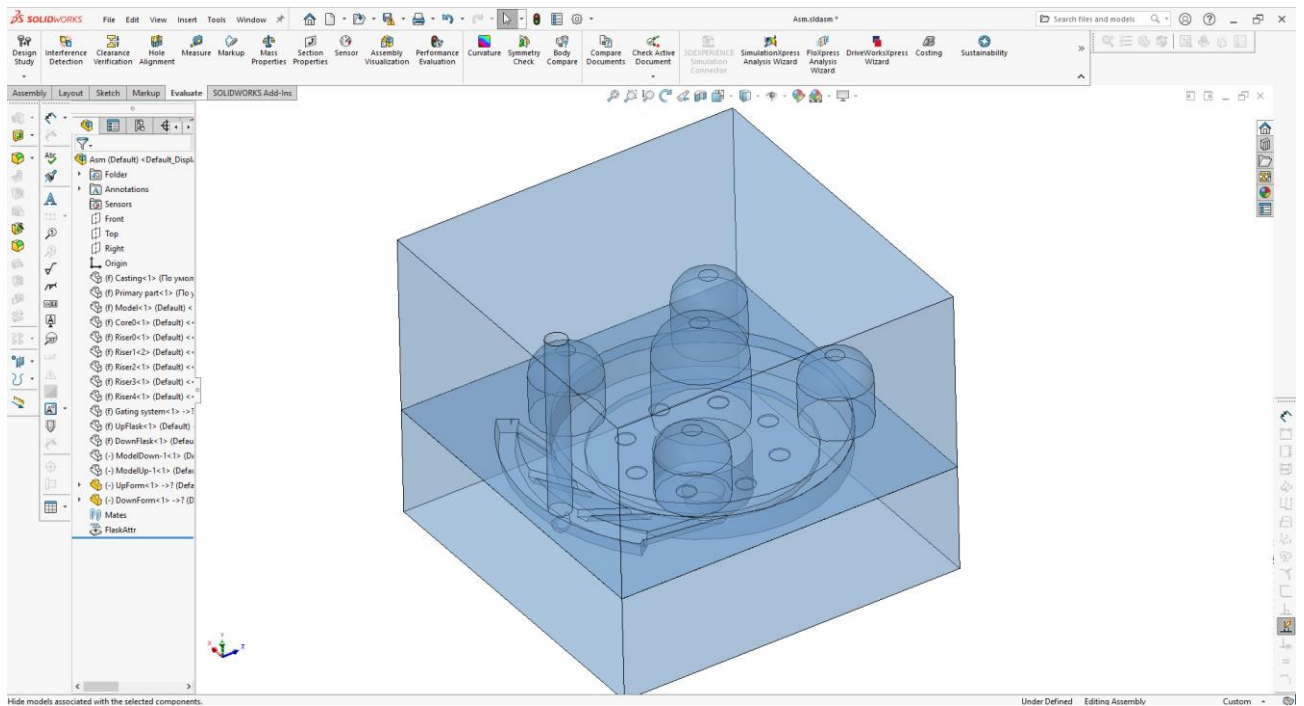 SOLIDWORKS File Edit View Insert Tools Window Asm.sldasm * Search files and models
Design Study
Interference Detection
Clearance Verification
Hole Alignment
Measure
Markup
Mass Properties
Section Properties
Sensor
Assembly Visualization
Performance Evaluation
Curvature
Symmetry Check
Body Compare
Compare Documents
Check Active Document
3DEXPERIENCE Simulation Connector
SimulationXpress Analysis Wizard
FloXpress Analysis Wizard
DriveWorksXpress Wizard
Costing
Sustainability
Assembly Layout Sketch Markup Evaluate SOLIDWORKS Add-Ins
Asm (Default) <Default_Displ
Folder
Annotations
Sensors
Front
Top
Right
Origin
(f) Casting<1> (По умол
(f) Primary part<1> (По у
(f) Model<1> (Default) <
(f) Core0<1> (Default) <
(f) Riser0<1> (Default) <
(f) Riser1<2> (Default) <
(f) Riser2<1> (Default) <
(f) Riser3<1> (Default) <
(f) Riser4<1> (Default) <
(f) Gating system<1> ->?
(f) UpFlask<1> (Default)
(f) DownFlask<1> (Defau
(-) ModelDown-1<1> (De
(-) ModelUp-1<1> (Defau
(-) UpForm<1> ->? (Defa
(-) DownForm<1> ->? (D
Mates
FlaskAttr
Hide models associated with the selected components. Under Defined Editing Assembly Custom